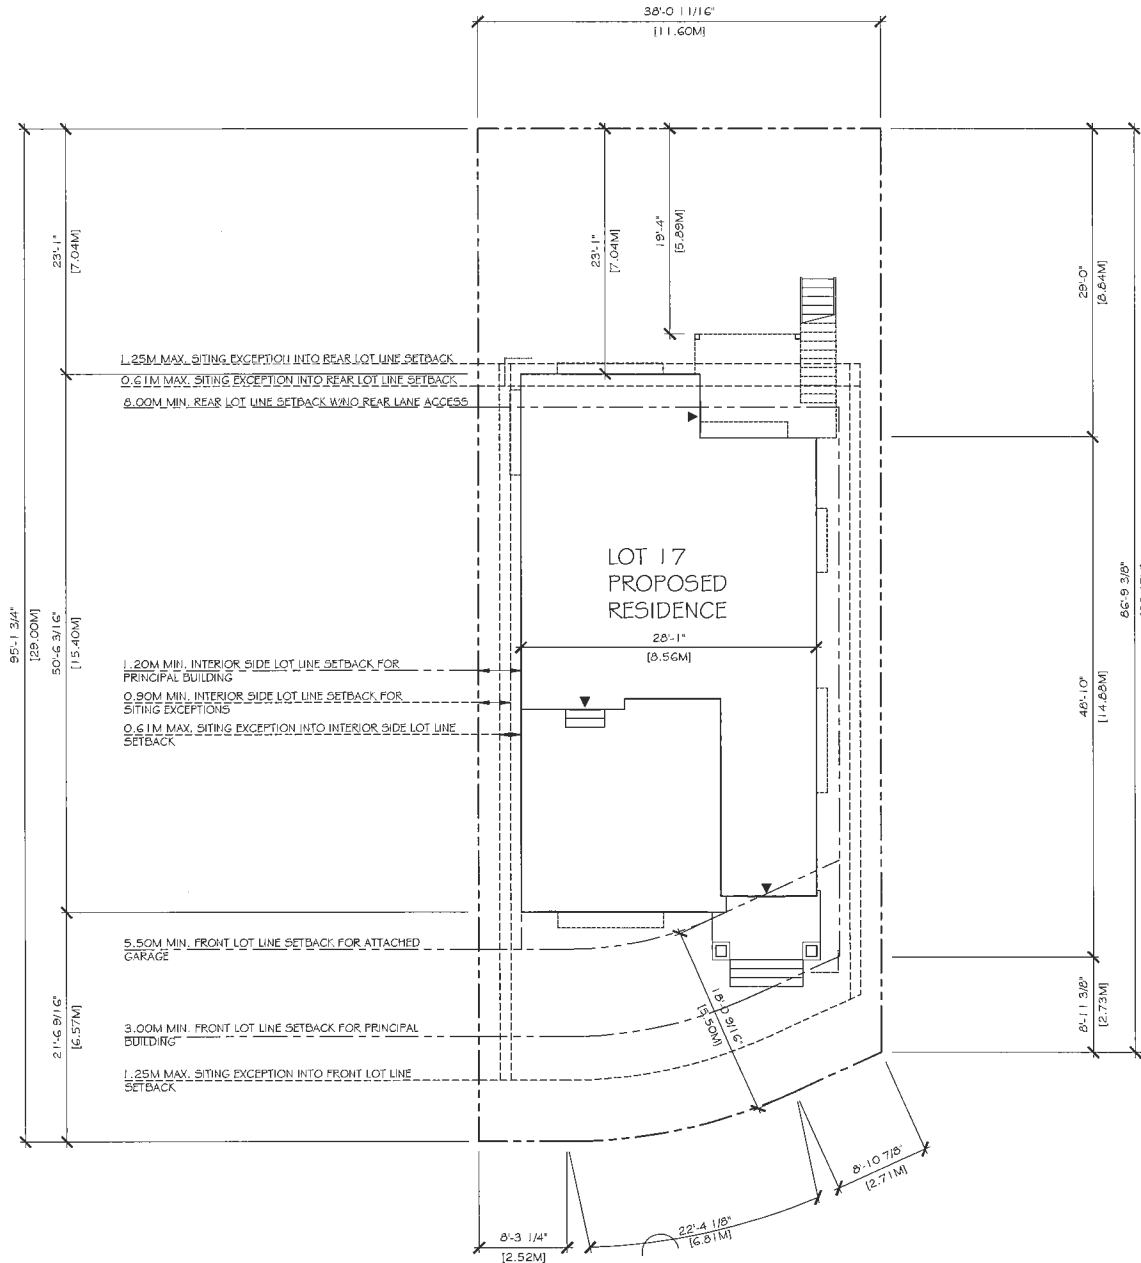 38'-0 11/16"
[11.60M]
23'-1"
[7.04M]
23'-1"
[7.04M]
19'-4"
[5.89M]
29'-0"
[8.84M]
1.25M MAX. SITING EXCEPTION INTO REAR LOT LINE SETBACK
0.61M MAX. SITING EXCEPTION INTO REAR LOT LINE SETBACK
8.00M MIN. REAR LOT LINE SETBACK W/NO REAR LANE ACCESS
LOT 17
PROPOSED
RESIDENCE
28'-1"
[8.56M]
95'-1 3/4"
[29.00M]
50'-6 3/16"
[15.40M]
86'-9 3/8"
48'-10"
[14.88M]
1.20M MIN. INTERIOR SIDE LOT LINE SETBACK FOR
PRINCIPAL BUILDING
0.90M MIN. INTERIOR SIDE LOT LINE SETBACK FOR
SITING EXCEPTIONS
0.61M MAX. SITING EXCEPTION INTO INTERIOR SIDE LOT LINE
SETBACK
5.50M MIN. FRONT LOT LINE SETBACK FOR ATTACHED
GARAGE
18'-0 9/16"
[5.50M]
21'-6 9/16"
[6.57M]
8'-11 3/8"
[2.73M]
3.00M MIN. FRONT LOT LINE SETBACK FOR PRINCIPAL
BUILDING
1.25M MAX. SITING EXCEPTION INTO FRONT LOT LINE
SETBACK
8'-10 7/8"
[2.71M]
22'-4 1/8"
[6.81M]
8'-3 1/4"
[2.52M]